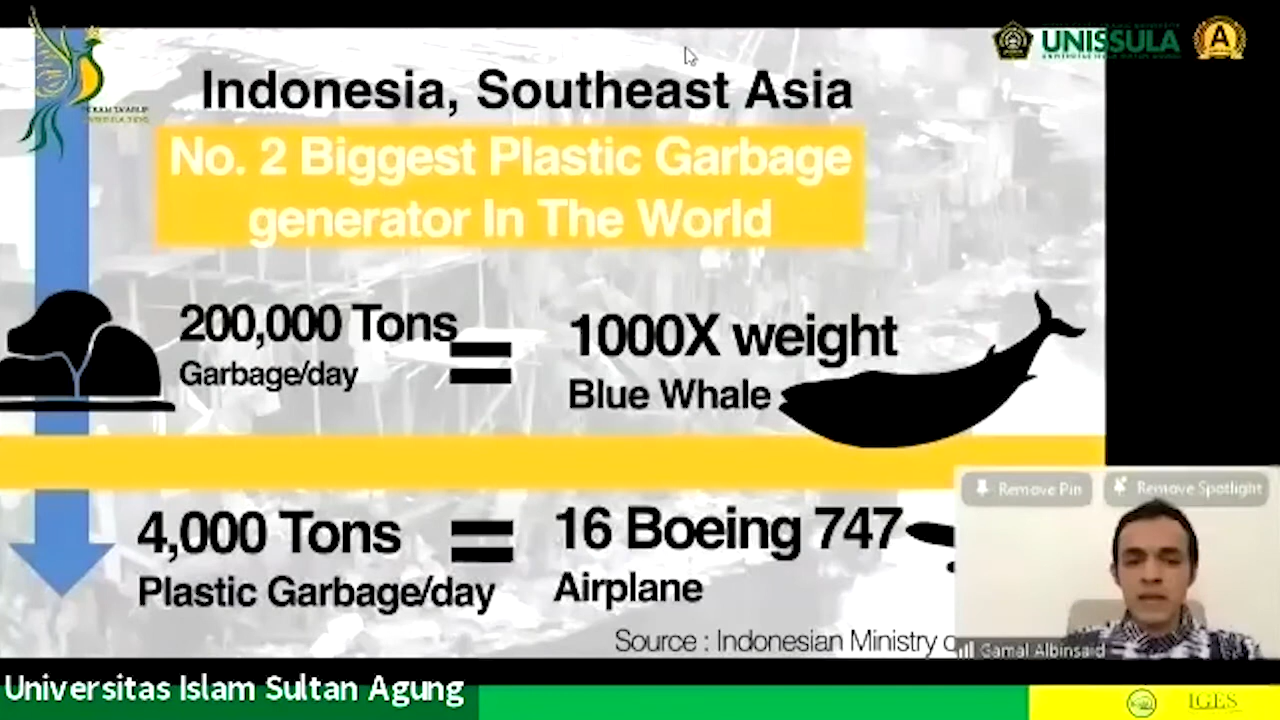 UNISSULA
A
Indonesia, Southeast Asia
No. 2 Biggest Plastic Garbage
generator In The World
200,000 Tons
Garbage/day
=
1000X weight
Blue Whale
4,000 Tons
Plastic Garbage/day
=
16 Boeing 747
Airplane
Source : Indonesian Ministry
Remove Pin
Remove Spotlight
Gamal Albinsaid
Universitas Islam Sultan Agung
IGES